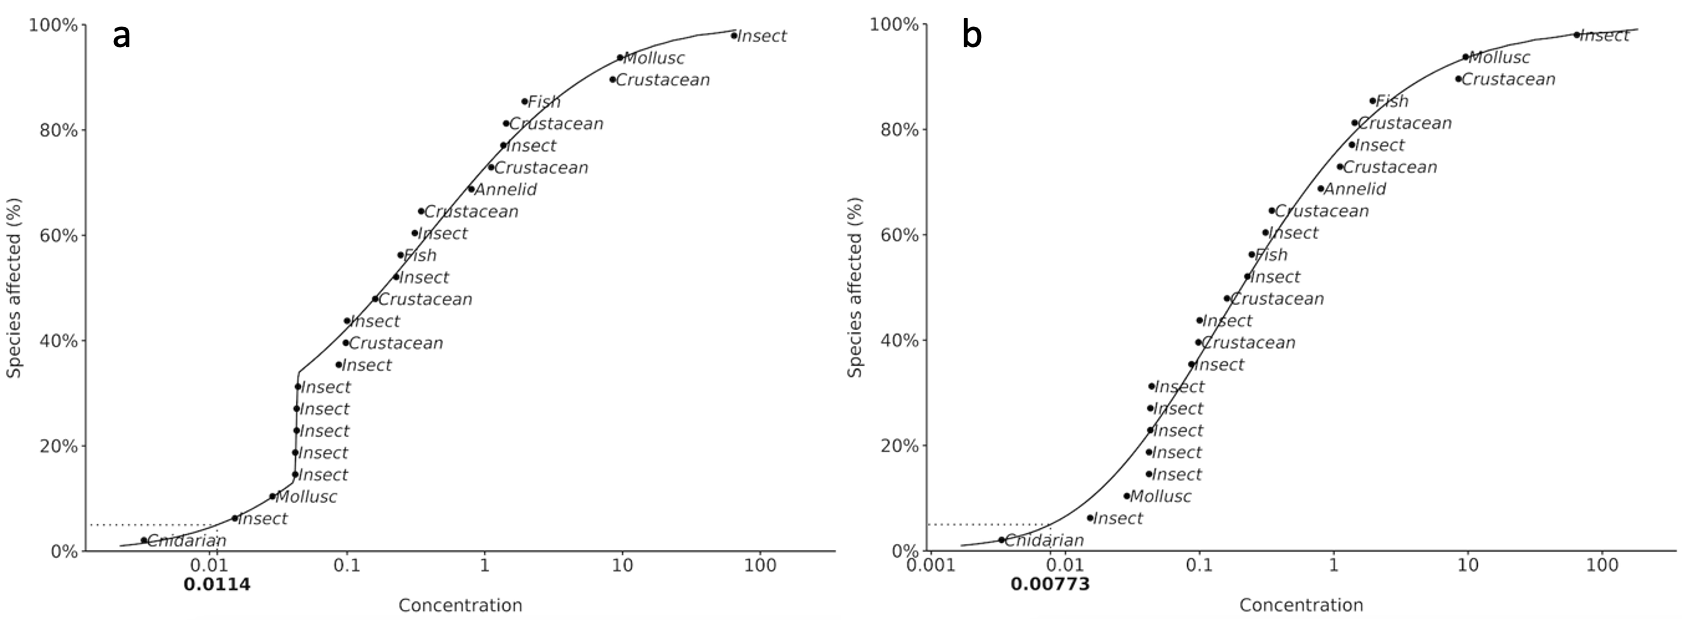 a
100%
80%
60%
40%
20%
0%
Species affected (%)
Insect
Mollusc
Crustacean
Fish
Crustacean
Insect
Crustacean
Annelid
Crustacean
Insect
Fish
Insect
Crustacean
Insect
Crustacean
Insect
Insect
Insect
Insect
Insect
Insect
Mollusc
Insect
Cnidarian
0.01 0.1 1 10 100
0.0114
Concentration
b
100%
80%
60%
40%
20%
0%
Species affected (%)
Insect
Mollusc
Crustacean
Fish
Crustacean
Insect
Crustacean
Annelid
Crustacean
Insect
Fish
Insect
Crustacean
Insect
Crustacean
Insect
Insect
Insect
Insect
Insect
Insect
Mollusc
Insect
Cnidarian
0.001 0.01 0.1 1 10 100
0.00773
Concentration